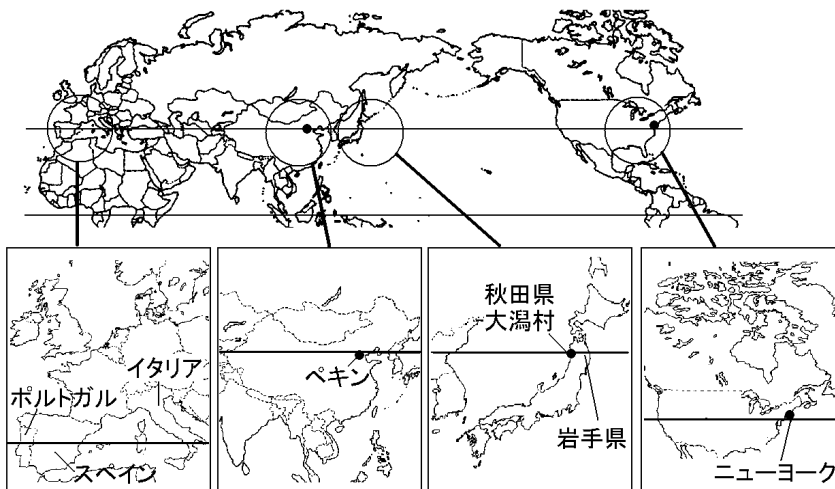 イタリア
ポルトガル
スペイン
ペキン
秋田県
大潟村
岩手県
ニューヨーク